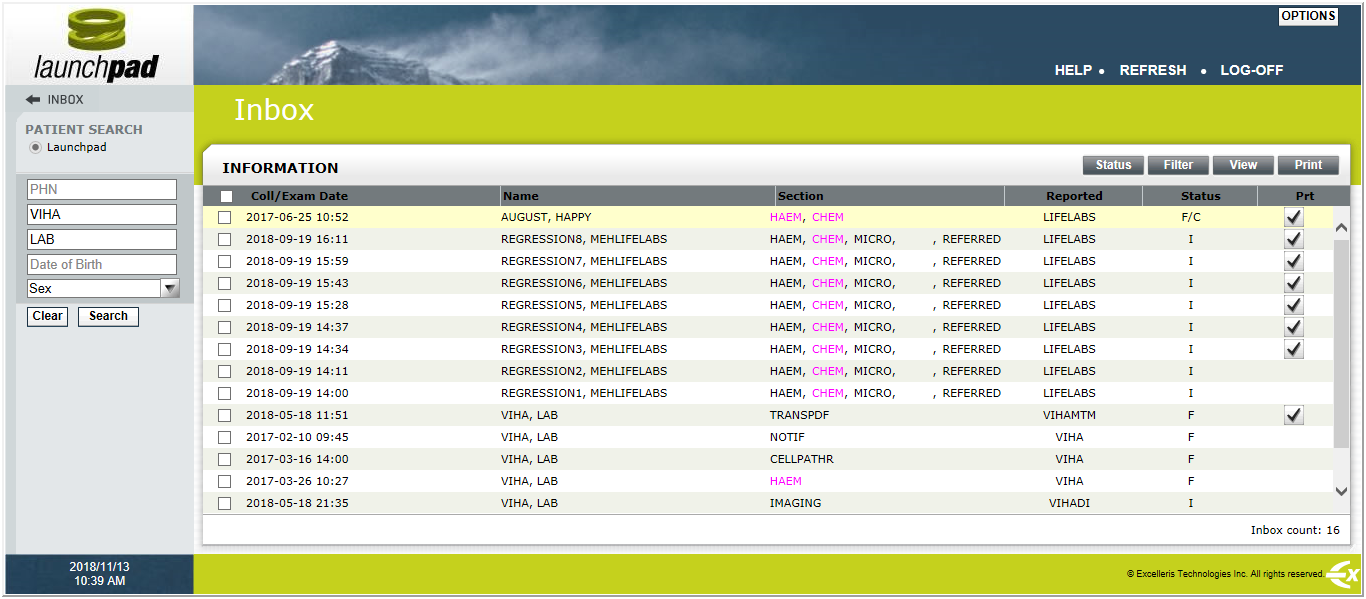 OPTIONS
launchpad
HELP • REFRESH • LOG-OFF
INBOX
Inbox
PATIENT SEARCH
Launchpad
INFORMATION
Status Filter View Print
PHN
VIHA
LAB
Date of Birth
Sex
Clear Search
Coll/Exam Date Name Section Reported Status Prt
2017-06-25 10:52 AUGUST, HAPPY HAEM, CHEM LIFELABS F/C
2018-09-19 16:11 REGRESSION8, MEHLIFELABS HAEM, CHEM, MICRO, , REFERRED LIFELABS I
2018-09-19 15:59 REGRESSION7, MEHLIFELABS HAEM, CHEM, MICRO, , REFERRED LIFELABS I
2018-09-19 15:43 REGRESSION6, MEHLIFELABS HAEM, CHEM, MICRO, , REFERRED LIFELABS I
2018-09-19 15:28 REGRESSION5, MEHLIFELABS HAEM, CHEM, MICRO, , REFERRED LIFELABS I
2018-09-19 14:37 REGRESSION4, MEHLIFELABS HAEM, CHEM, MICRO, , REFERRED LIFELABS I
2018-09-19 14:34 REGRESSION3, MEHLIFELABS HAEM, CHEM, MICRO, , REFERRED LIFELABS I
2018-09-19 14:11 REGRESSION2, MEHLIFELABS HAEM, CHEM, MICRO, , REFERRED LIFELABS I
2018-09-19 14:00 REGRESSION1, MEHLIFELABS HAEM, CHEM, MICRO, , REFERRED LIFELABS I
2018-05-18 11:51 VIHA, LAB TRANSPDF VIHAMTM F
2017-02-10 09:45 VIHA, LAB NOTIF VIHA F
2017-03-16 14:00 VIHA, LAB CELLPATHR VIHA F
2017-03-26 10:27 VIHA, LAB HAEM VIHA F
2018-05-18 21:35 VIHA, LAB IMAGING VIHADI I
Inbox count: 16
2018/11/13
10:39 AM
© Excelleris Technologies Inc. All rights reserved.